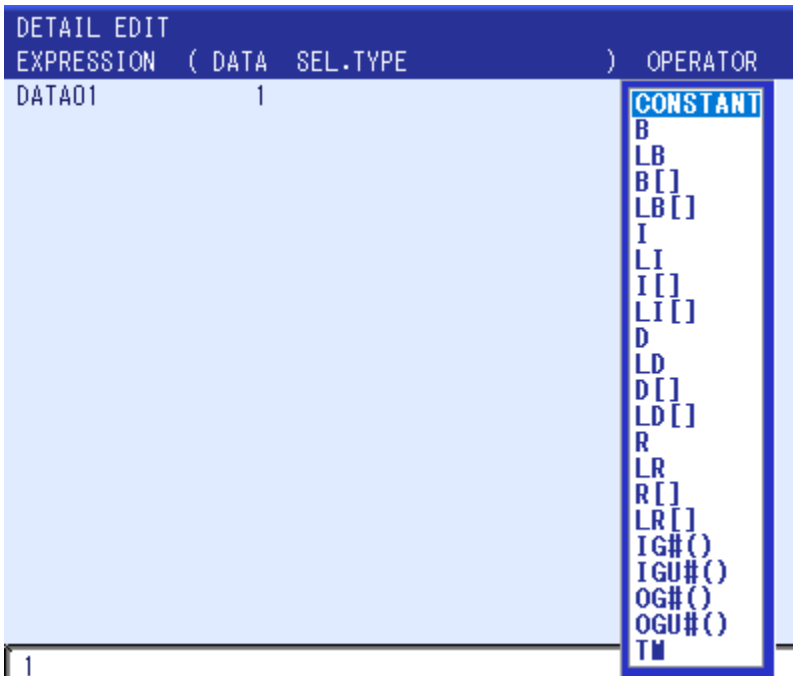 DETAIL EDIT
EXPRESSION ( DATA SEL.TYPE ) OPERATOR
DATA01 1
CONSTANT
B
LB
B[]
LB[]
I
LI
I[]
LI[]
D
LD
D[]
LD[]
R
LR
R[]
LR[]
IG#()
IGU#()
OG#()
OGU#()
TM
1